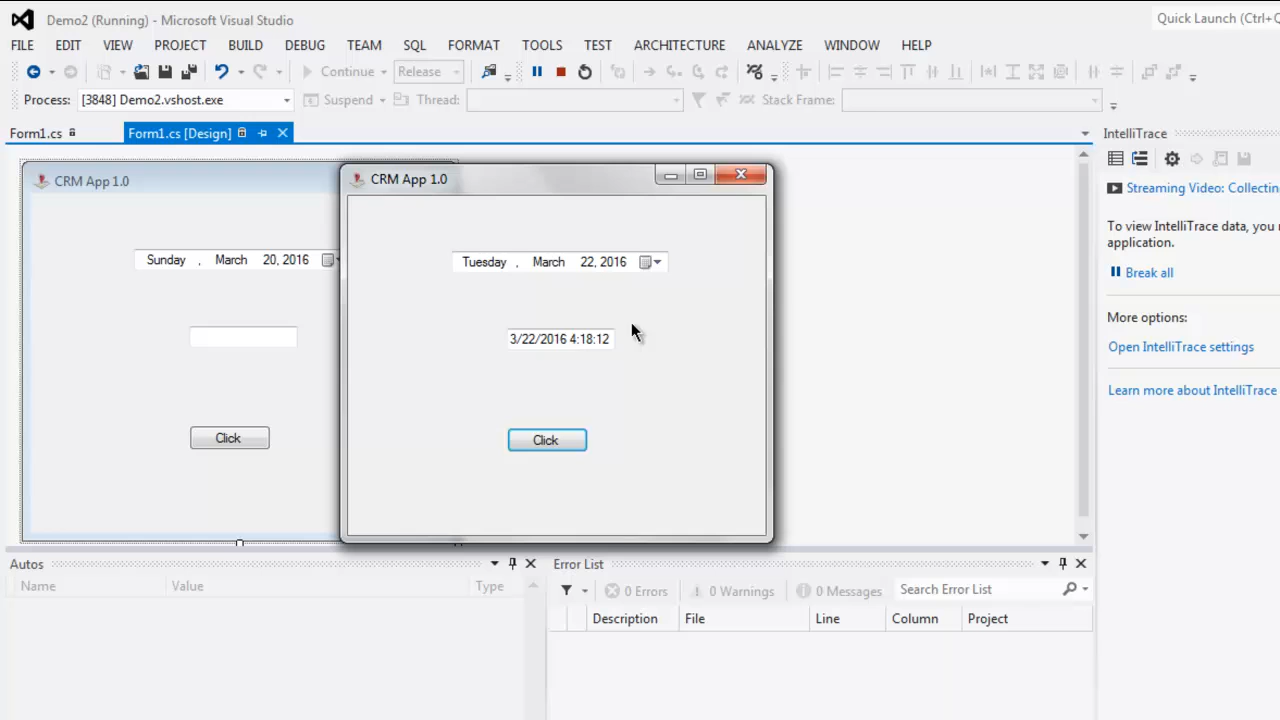 Demo2 (Running) - Microsoft Visual Studio
Quick Launch (Ctrl+Q
FILE EDIT VIEW PROJECT BUILD DEBUG TEAM SQL FORMAT TOOLS TEST ARCHITECTURE ANALYZE WINDOW HELP
Continue Release
Process: [3848] Demo2.vshost.exe Suspend Thread: Stack Frame:
Form1.cs Form1.cs [Design] IntelliTrace
CRM App 1.0
Sunday , March 20, 2016
Click
CRM App 1.0
Tuesday , March 22, 2016
3/22/2016 4:18:12
Click
Streaming Video: Collectin
To view IntelliTrace data, you
application.
Break all
More options:
Open IntelliTrace settings
Learn more about IntelliTrace
Autos
Name Value Type
Error List
0 Errors 0 Warnings 0 Messages Search Error List
Description File Line Column Project